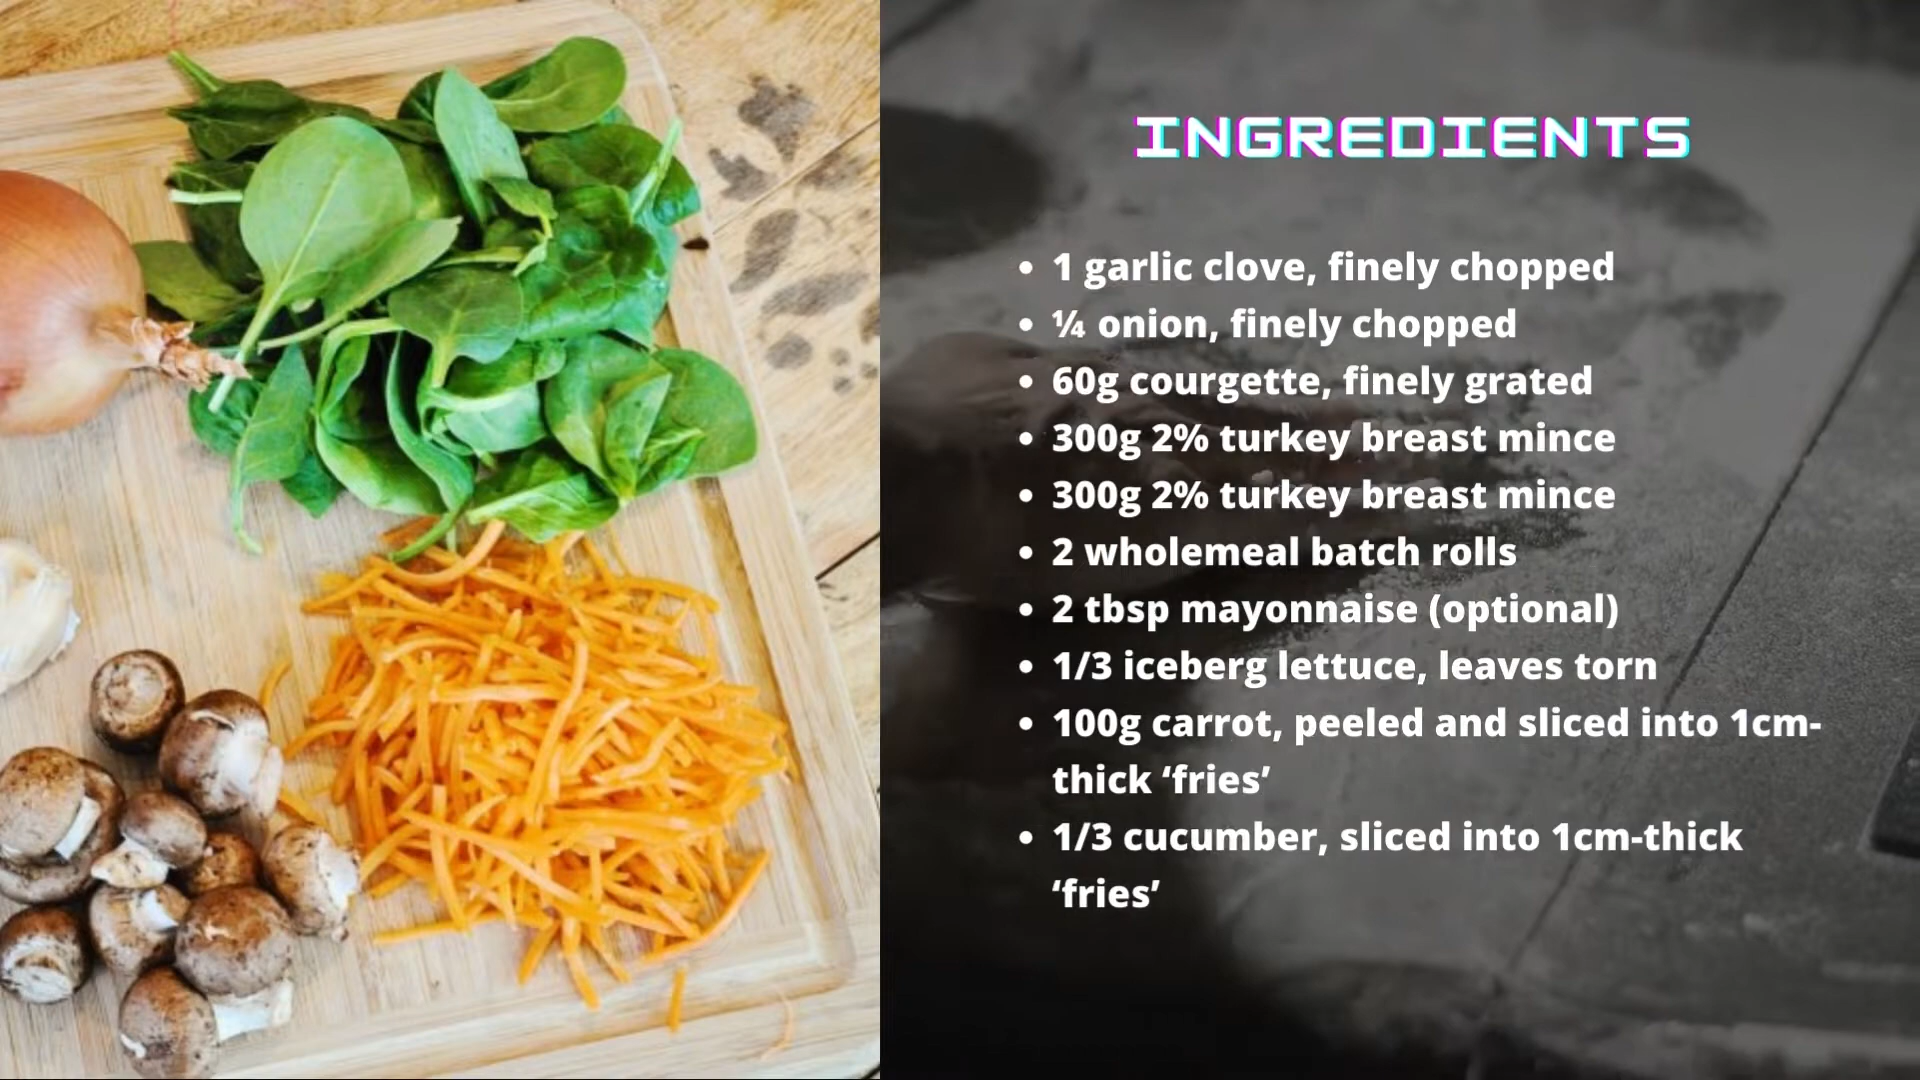 INGREDIENTS
• 1 garlic clove, finely chopped
• ¼ onion, finely chopped
• 60g courgette, finely grated
• 300g 2% turkey breast mince
• 300g 2% turkey breast mince
• 2 wholemeal batch rolls
• 2 tbsp mayonnaise (optional)
• 1/3 iceberg lettuce, leaves torn
• 100g carrot, peeled and sliced into 1cm-
thick ‘fries’
• 1/3 cucumber, sliced into 1cm-thick
‘fries’